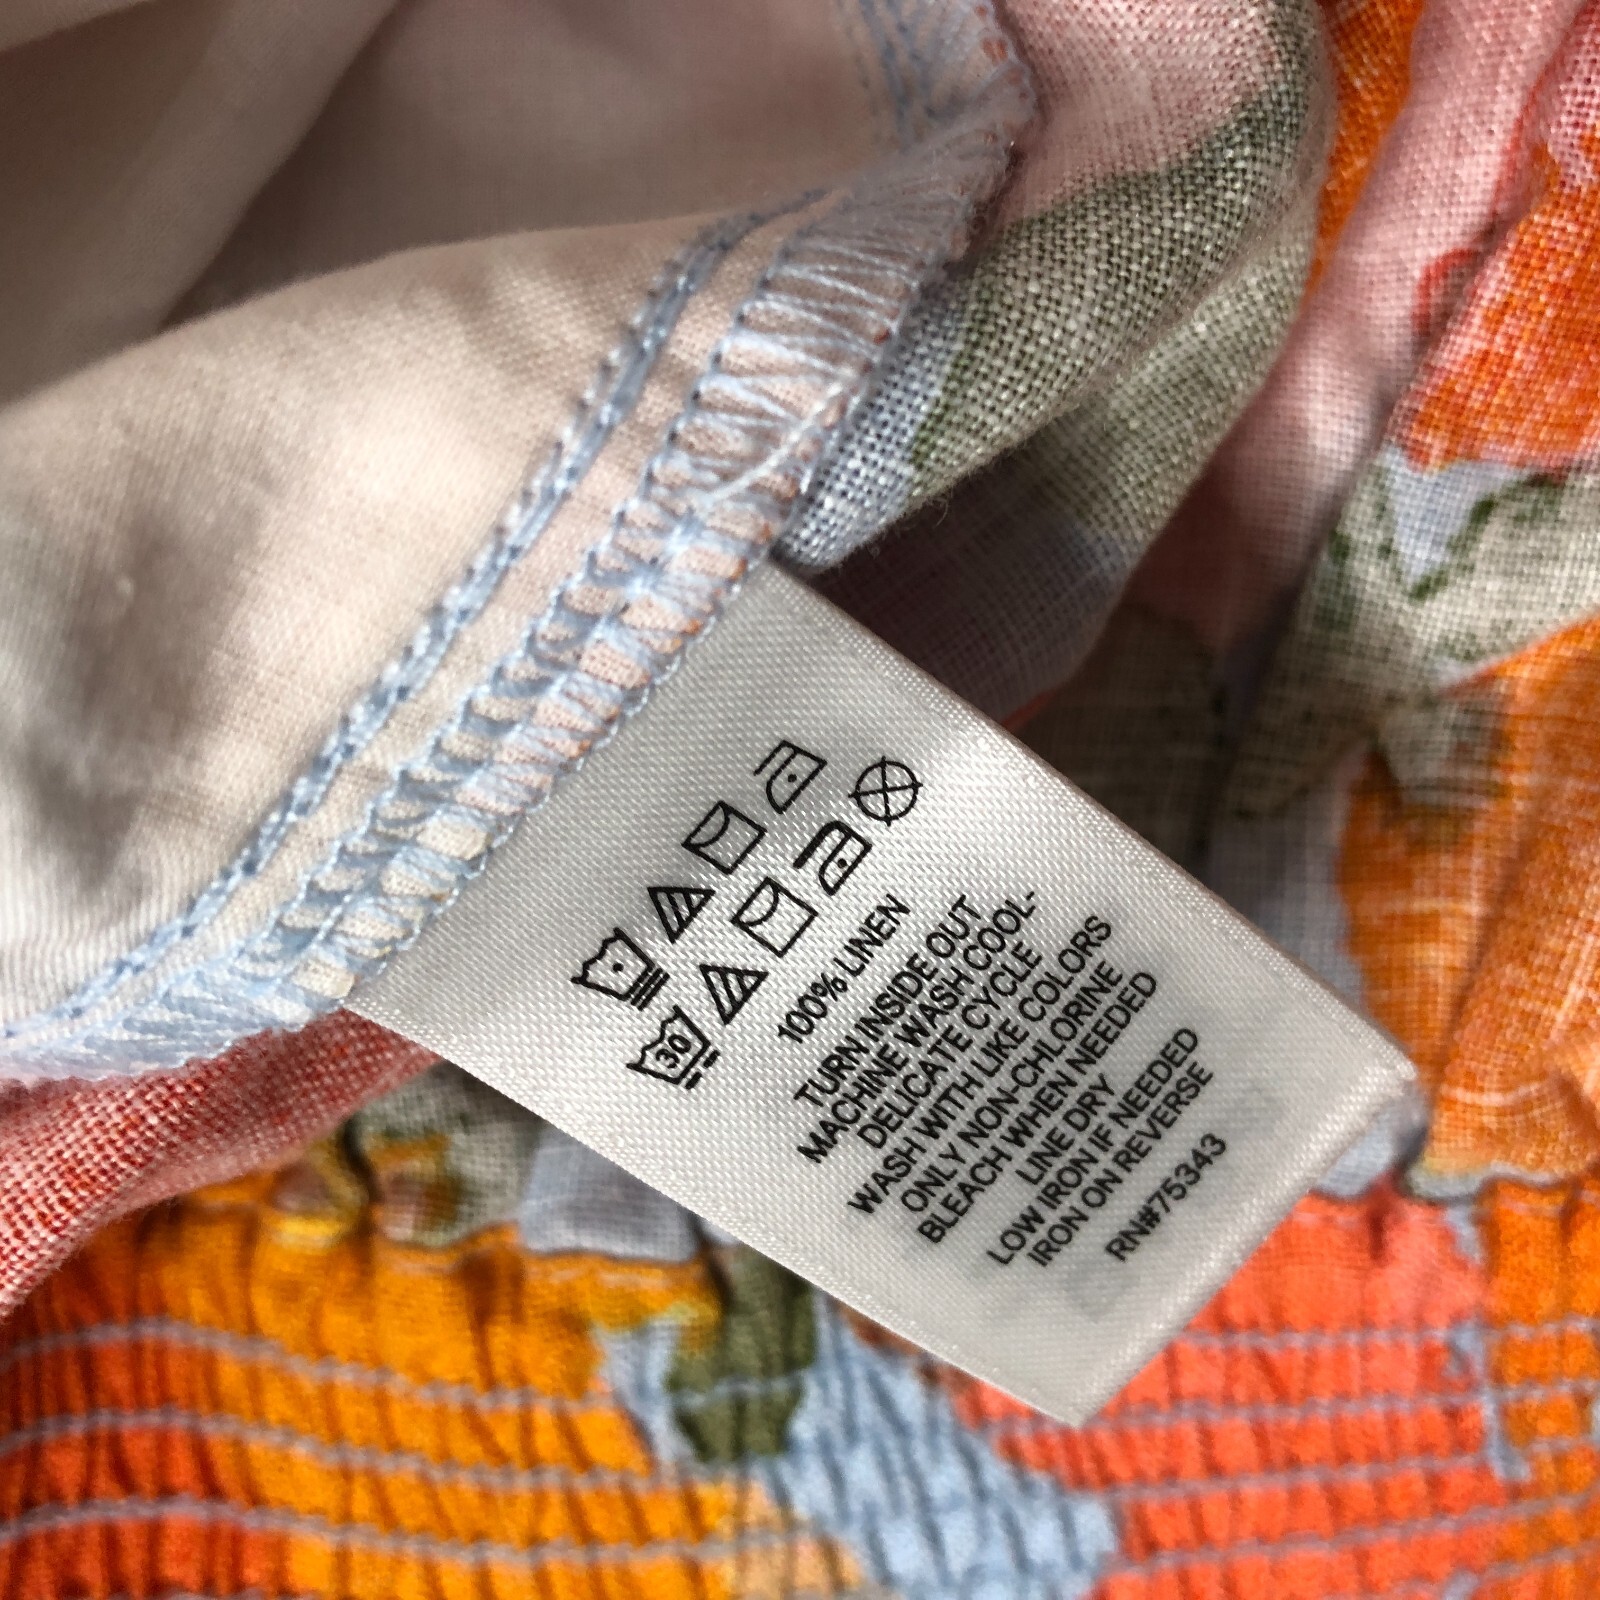 30
100% LINEN
TURN INSIDE OUT
MACHINE WASH COOL-
DELICATE CYCLE
WASH WITH LIKE COLORS
ONLY NON-CHLORINE
BLEACH WHEN NEEDED
LINE DRY
LOW IRON IF NEEDED
IRON ON REVERSE
RN#75343